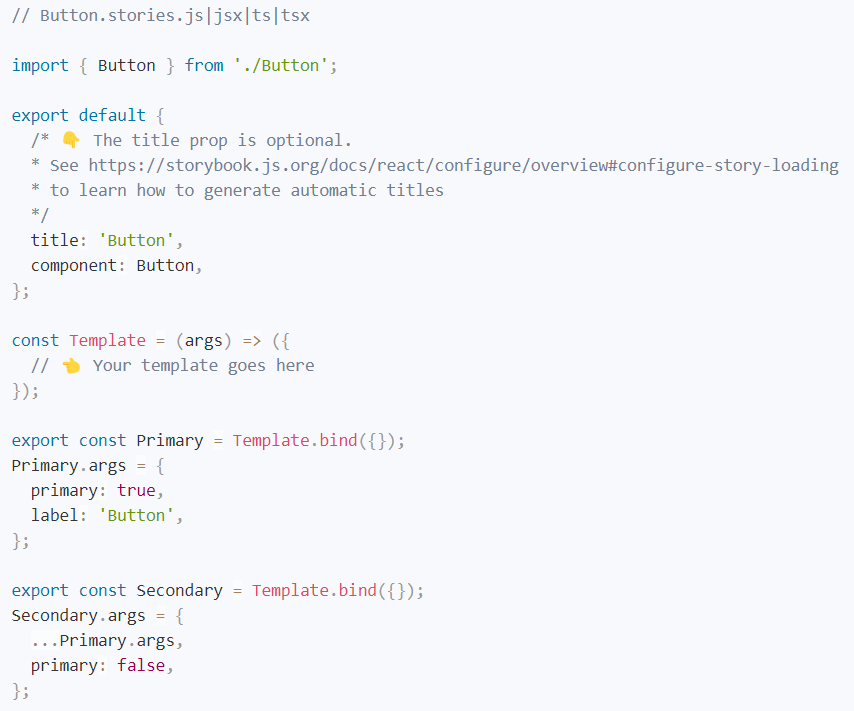 // Button.stories.js|jsx|ts|tsx

import { Button } from './Button';

export default {
  /* 👇 The title prop is optional.
  * See https://storybook.js.org/docs/react/configure/overview#configure-story-loading
  * to learn how to generate automatic titles
  */
  title: 'Button',
  component: Button,
};

const Template = (args) => ({
  // 👈 Your template goes here
});

export const Primary = Template.bind({});
Primary.args = {
  primary: true,
  label: 'Button',
};

export const Secondary = Template.bind({});
Secondary.args = {
  ...Primary.args,
  primary: false,
};